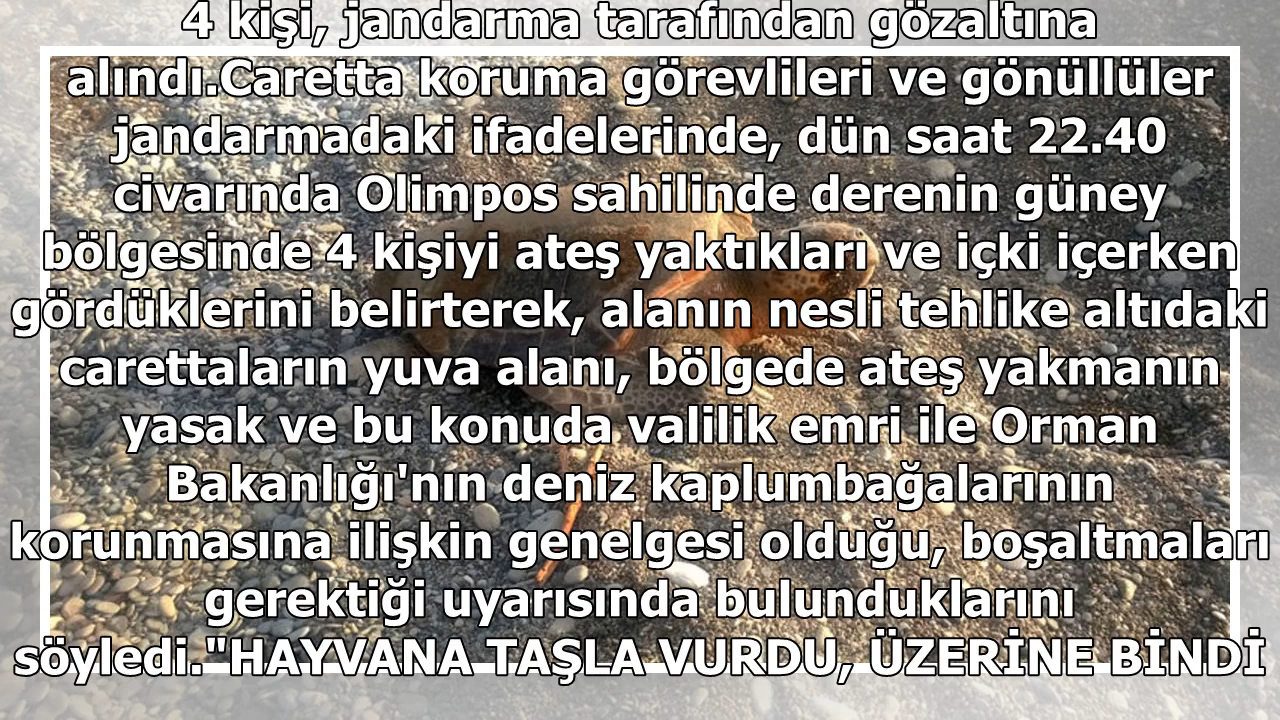 4 kişi, jandarma tarafından gözaltına
alındı.Caretta koruma görevlileri ve gönüllüler
jandarmadaki ifadelerinde, dün saat 22.40
civarında Olimpos sahilinde derenin güney
bölgesinde 4 kişiyi ateş yaktıkları ve içki içerken
gördüklerini belirterek, alanın nesli tehlike altıdaki
carettaların yuva alanı, bölgede ateş yakmanın
yasak ve bu konuda valilik emri ile Orman
Bakanlığı'nın deniz kaplumbağalarının
korunmasına ilişkin genelgesi olduğu, boşaltmaları
gerektiği uyarısında bulunduklarını
söyledi."HAYVANA TAŞLA VURDU, ÜZERİNE BİNDİ